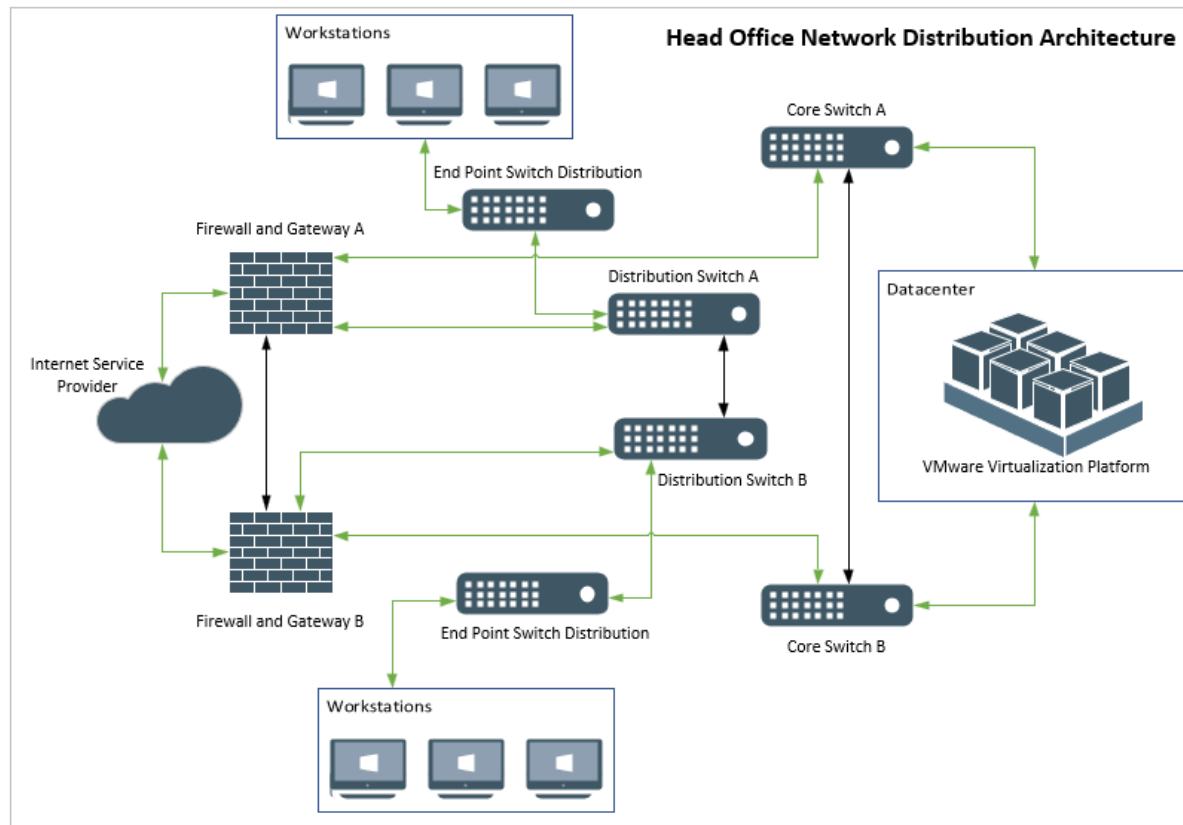 Head Office Network Distribution Architecture
Workstations
Core Switch A
End Point Switch Distribution
Firewall and Gateway A
Distribution Switch A
Datacenter
Internet Service
Provider
VMware Virtualization Platform
Distribution Switch B
Firewall and Gateway B
End Point Switch Distribution
Core Switch B
Workstations